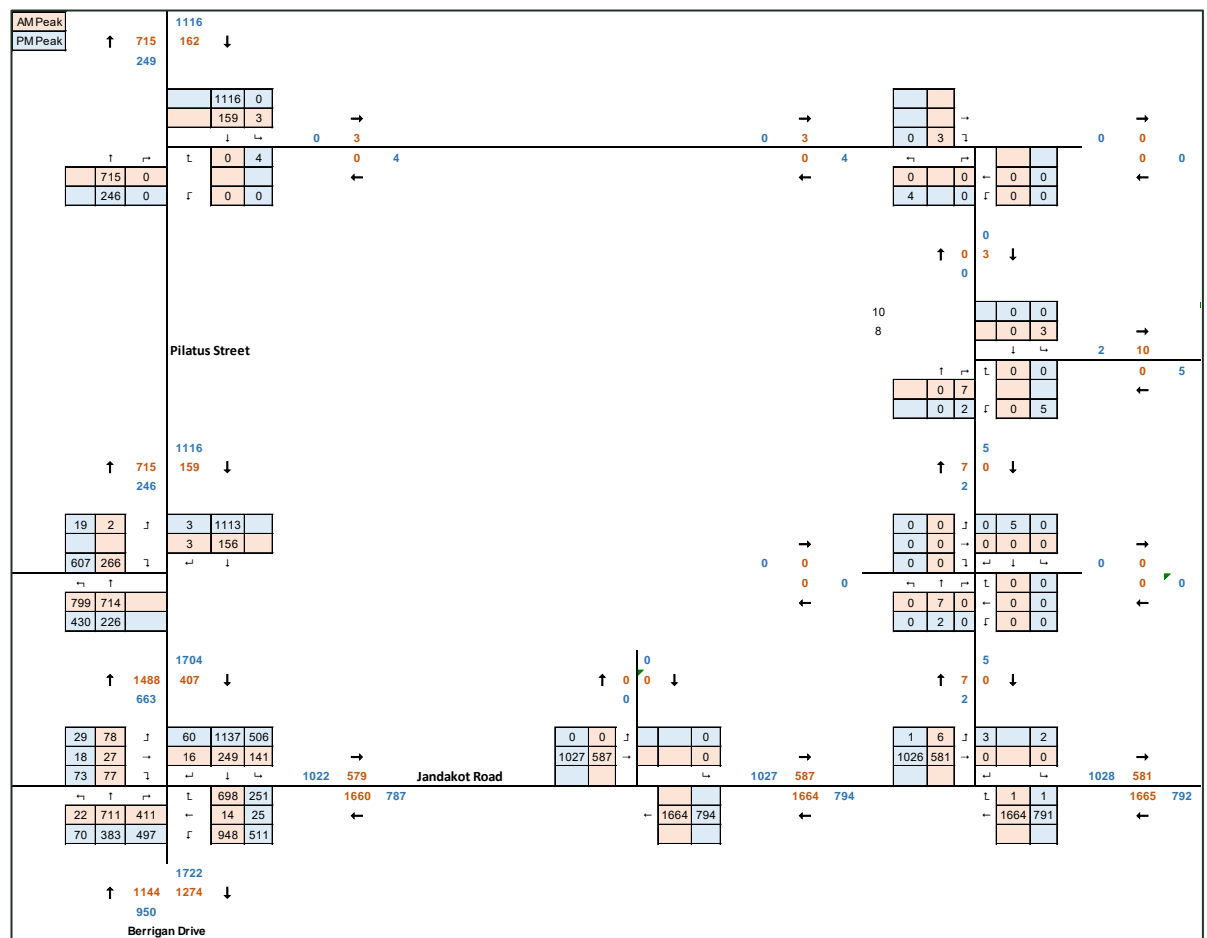 AM Peak 1116
PM Peak ↑ 715 162 ↓
249
1116 0
159 3 → → →
↓ ↳ 0 3 0 3 0 3 ↴ 0 0
↑ ↱ ↰ 0 4 0 4 0 4 ↰ ↱ 0 0
715 0 ← ← 0 0 ← 0 0 ←
246 0 ↲ 0 0 4 0 ↲ 0 0
0
↑ 0 3 ↓
0
10 0 0
8 0 3 →
Pilatus Street ↓ ↳ 2 10
↑ ↱ ↰ 0 0 0 5
0 7 ←
0 2 ↲ 0 5
1116 5
↑ 715 159 ↓ ↑ 7 0 ↓
246 2
19 2 ⮥ 3 1113 0 0 ⮥ 0 5 0
3 156 → 0 0 → 0 0 0 →
607 266 ↴ ↵ ↓ 0 0 0 0 ↴ ↵ ↓ ↳ 0 0
↰ ↑ 0 0 ↰ ↑ ↱ ↰ 0 0 0 0
799 714 ← 0 7 0 ← 0 0 ←
430 226 0 2 0 ↲ 0 0
1704 0 5
↑ 1488 407 ↓ ↑ 0 0 ↓ ↑ 7 0 ↓
663 0 2
29 78 ⮥ 60 1137 506 0 0 ⮥ 0 1 6 ⮥ 3 2
18 27 → 16 249 141 → 1027 587 → 0 → 1026 581 → 0 0 →
73 77 ↴ ↵ ↓ ↳ 1022 579 Jandakot Road ↳ 1027 587 ↵ ↳ 1028 581
↰ ↑ ↱ ↰ 698 251 1660 787 1664 794 ↰ 1 1 1665 792
22 711 411 ← 14 25 ← ← 1664 794 ← ← 1664 791 ←
70 383 497 ↲ 948 511
1722
↑ 1144 1274 ↓
950
Berrigan Drive